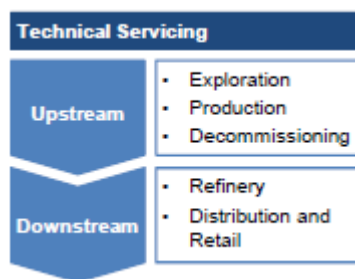 Technical Servicing
Upstream
• Exploration
• Production
• Decommissioning
Downstream
• Refinery
• Distribution and
Retail